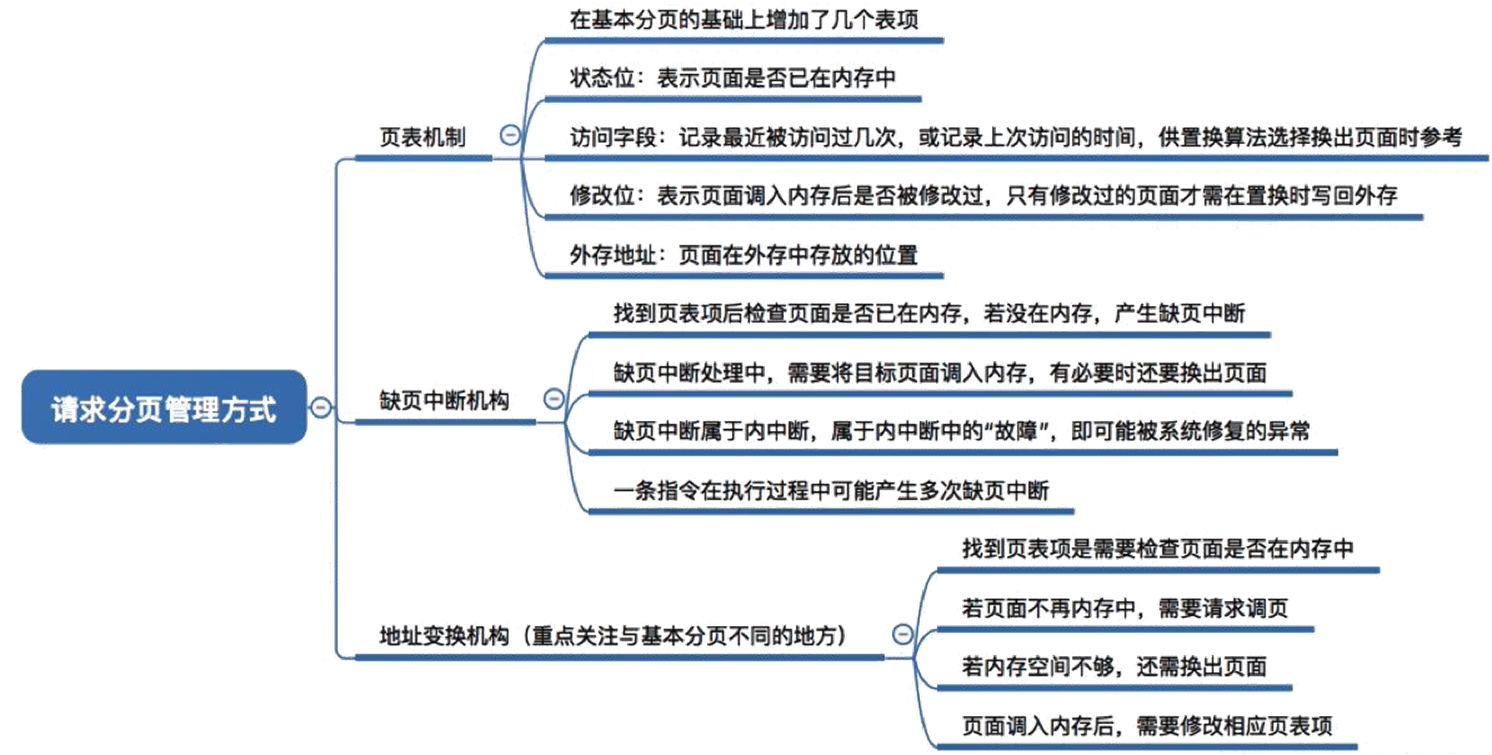 请求分页管理方式
页表机制
在基本分页的基础上增加了几个表项
状态位：表示页面是否已在内存中
访问字段：记录最近被访问过几次，或记录上次访问的时间，供置换算法选择换出页面时参考
修改位：表示页面调入内存后是否被修改过，只有修改过的页面才需在置换时写回外存
外存地址：页面在外存中存放的位置
缺页中断机构
找到页表项后检查页面是否已在内存，若没在内存，产生缺页中断
缺页中断处理中，需要将目标页面调入内存，有必要时还要换出页面
缺页中断属于内中断，属于内中断中的“故障”，即可能被系统修复的异常
一条指令在执行过程中可能产生多次缺页中断
地址变换机构（重点关注与基本分页不同的地方）
找到页表项是需要检查页面是否在内存中
若页面不再内存中，需要请求调页
若内存空间不够，还需换出页面
页面调入内存后，需要修改相应页表项